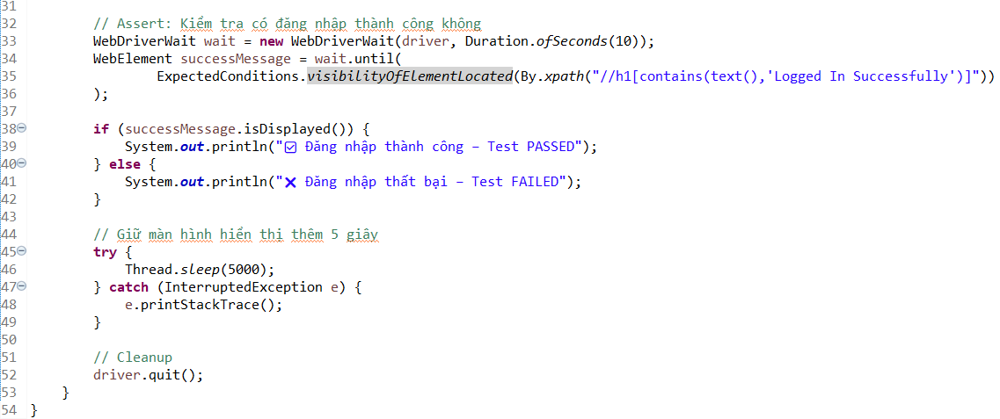 31
32 // Assert: Kiểm tra có đăng nhập thành công không
33 WebDriverWait wait = new WebDriverWait(driver, Duration.ofSeconds(10));
34 WebElement successMessage = wait.until(
35 ExpectedConditions.visibilityOfElementLocated(By.xpath("//h1[contains(text(),'Logged In Successfully')]"))
36 );
37
38 if (successMessage.isDisplayed()) {
39 System.out.println("☑ Đăng nhập thành công – Test PASSED");
40 } else {
41 System.out.println("❌ Đăng nhập thất bại – Test FAILED");
42 }
43
44 // Giữ màn hình hiển thị thêm 5 giây
45 try {
46 Thread.sleep(5000);
47 } catch (InterruptedException e) {
48 e.printStackTrace();
49 }
50
51 // Cleanup
52 driver.quit();
53 }
54 }